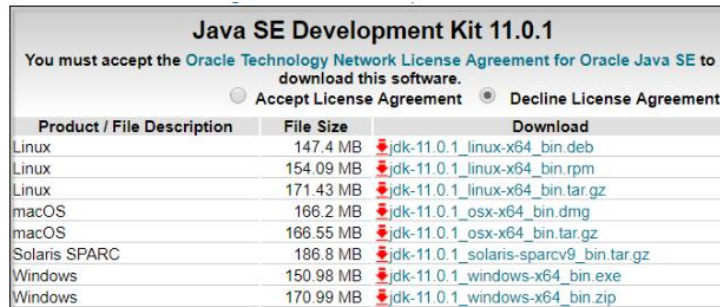 Java SE Development Kit 11.0.1
You must accept the Oracle Technology Network License Agreement for Oracle Java SE to
download this software.
Accept License Agreement Decline License Agreement
Product / File Description File Size Download
Linux 147.4 MB jdk-11.0.1_linux-x64_bin.deb
Linux 154.09 MB jdk-11.0.1_linux-x64_bin.rpm
Linux 171.43 MB jdk-11.0.1_linux-x64_bin.tar.gz
macOS 166.2 MB jdk-11.0.1_osx-x64_bin.dmg
macOS 166.55 MB jdk-11.0.1_osx-x64_bin.tar.gz
Solaris SPARC 186.8 MB jdk-11.0.1_solaris-sparcv9_bin.tar.gz
Windows 150.98 MB jdk-11.0.1_windows-x64_bin.exe
Windows 170.99 MB jdk-11.0.1_windows-x64_bin.zip